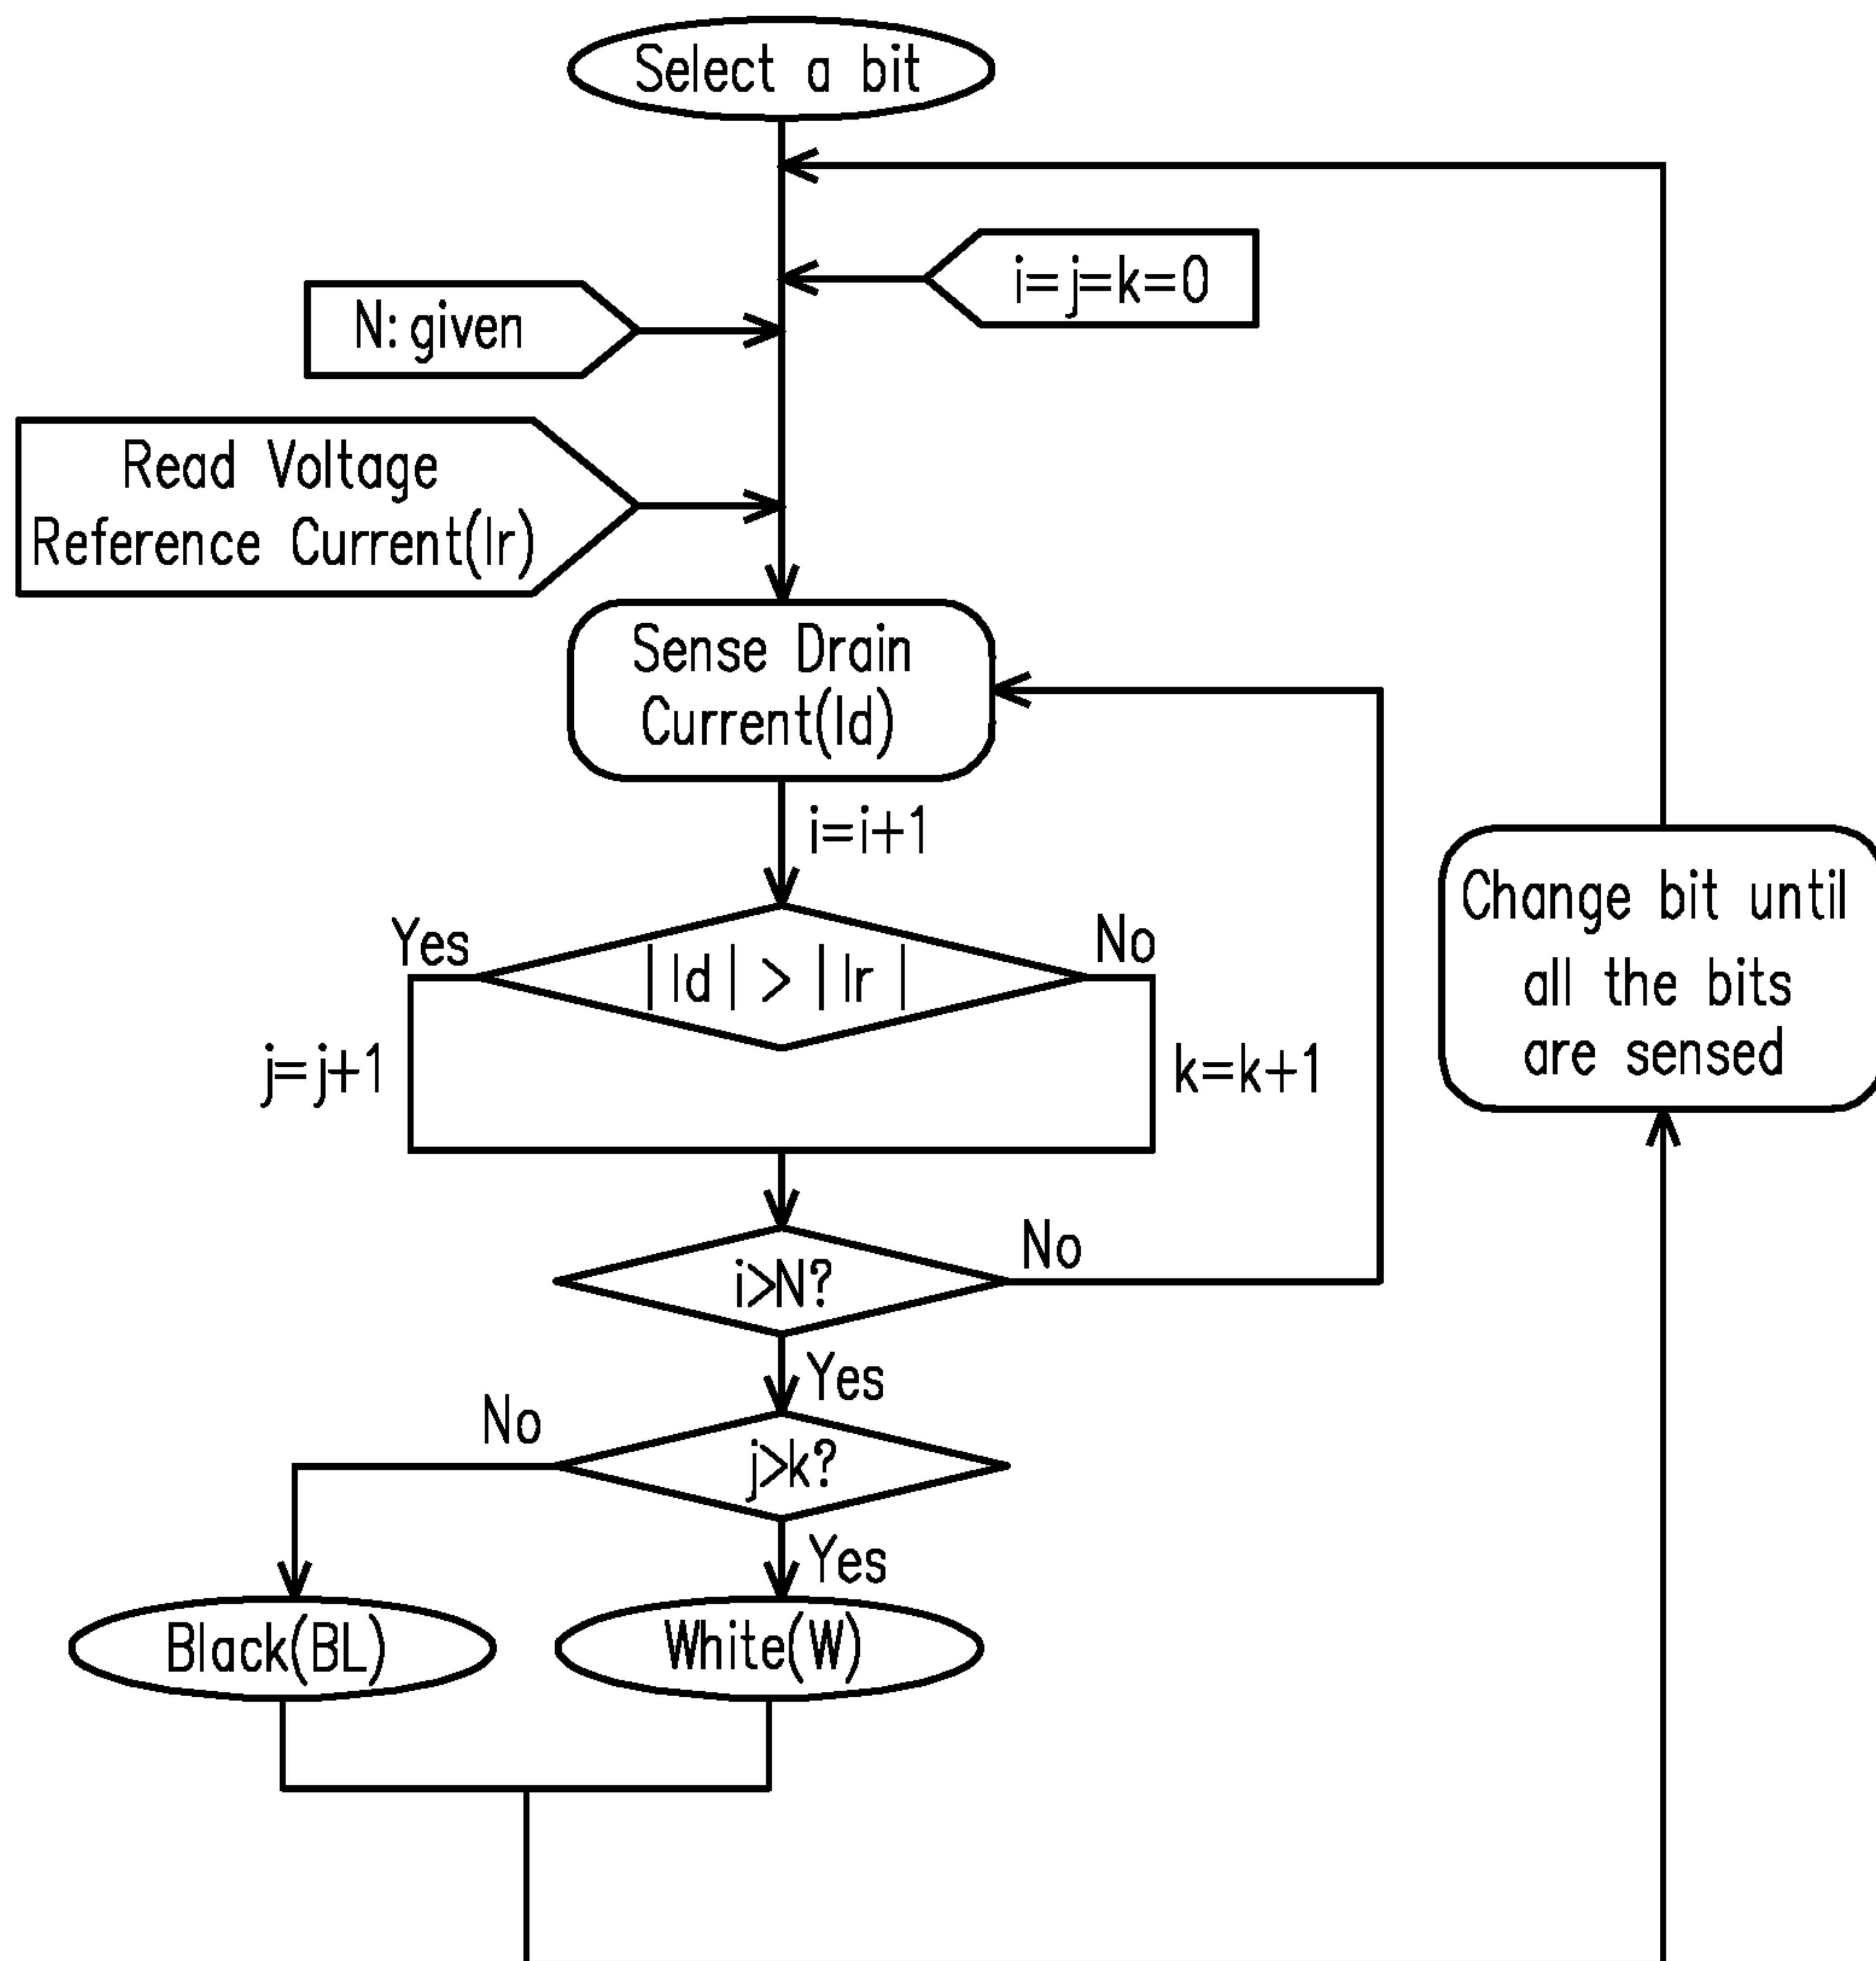 Select a bit
i=j=k=0
N:given
Read Voltage
Reference Current(Ir)
Sense Drain
Current(Id)
i=i+1
Yes
No
|Id| > |Ir|
j=j+1
k=k+1
Change bit until
all the bits
are sensed
i>N?
No
Yes
No
j>k?
Yes
Black(BL)
White(W)